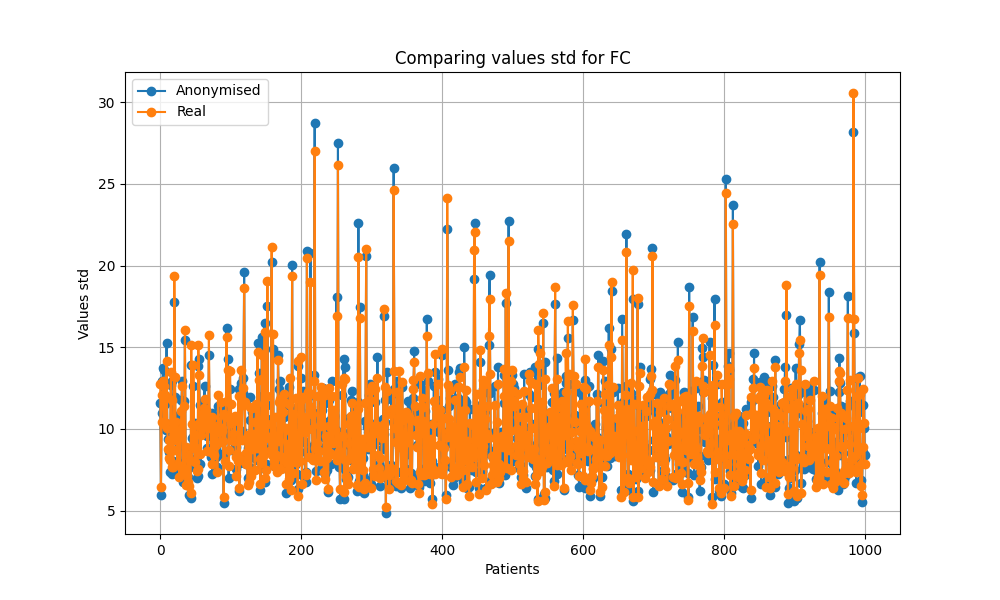 Comparing values std for FC
Anonymised
Real
Values std
30
25
20
15
10
5
0
200
400
600
800
1000
Patients